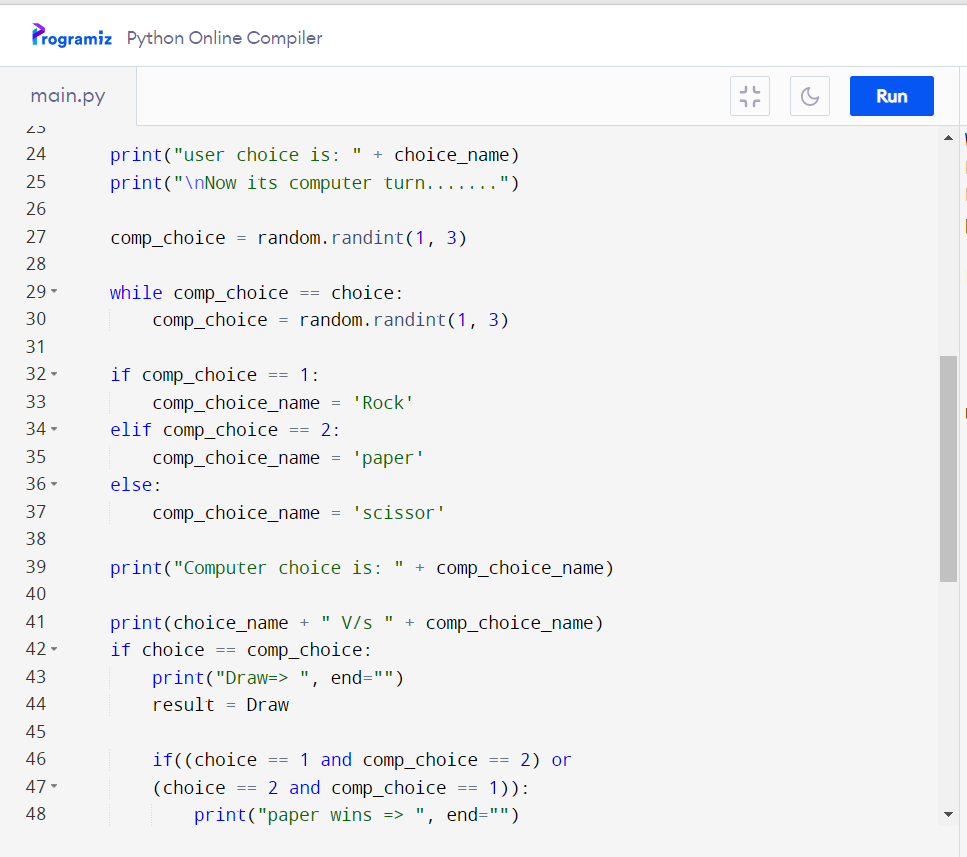 Programiz Python Online Compiler
main.py
Run
23
24 print("user choice is: " + choice_name)
25 print("\nNow its computer turn.......")
26
27 comp_choice = random.randint(1, 3)
28
29 while comp_choice == choice:
30 comp_choice = random.randint(1, 3)
31
32 if comp_choice == 1:
33 comp_choice_name = 'Rock'
34 elif comp_choice == 2:
35 comp_choice_name = 'paper'
36 else:
37 comp_choice_name = 'scissor'
38
39 print("Computer choice is: " + comp_choice_name)
40
41 print(choice_name + " V/s " + comp_choice_name)
42 if choice == comp_choice:
43 print("Draw=> ", end="")
44 result = Draw
45
46 if((choice == 1 and comp_choice == 2) or
47 (choice == 2 and comp_choice == 1)):
48 print("paper wins => ", end="")